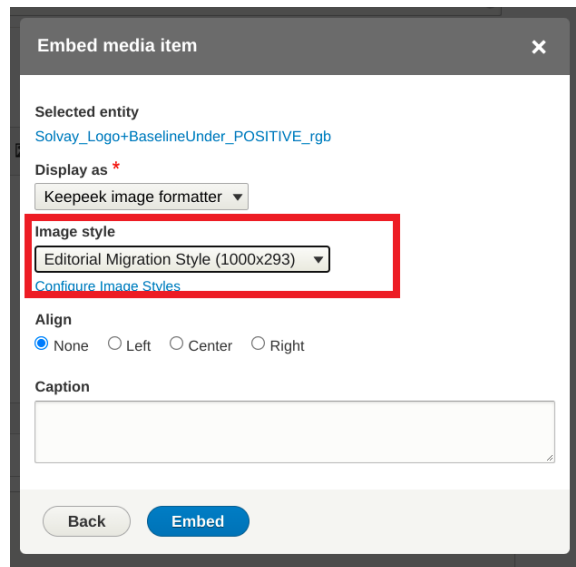 Embed media item
Selected entity
Solvay_Logo+BaselineUnder_POSITIVE_rgb
Display as *
Keepeek image formatter
Image style
Editorial Migration Style (1000x293)
Configure Image Styles
Align
None Left Center Right
Caption
Back Embed